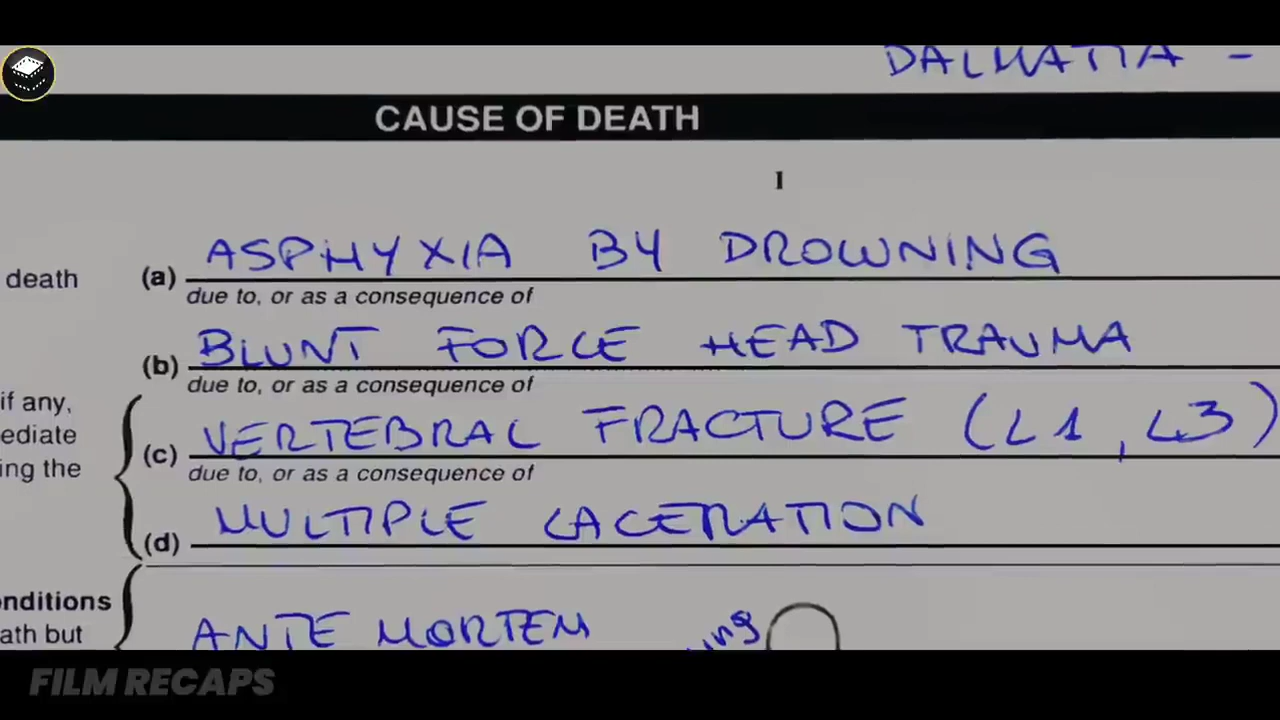 DALMATIA -
CAUSE OF DEATH
I
death (a) ASPHYXIA BY DROWNING
due to, or as a consequence of
(b) BLUNT FORCE HEAD TRAUMA
due to, or as a consequence of
if any,
ediate (c) VERTEBRAL FRACTURE (L1, L3)
ing the due to, or as a consequence of
(d) MULTIPLE LACERATION
nditions
ath but ANTE MORTEM
FILM RECAPS